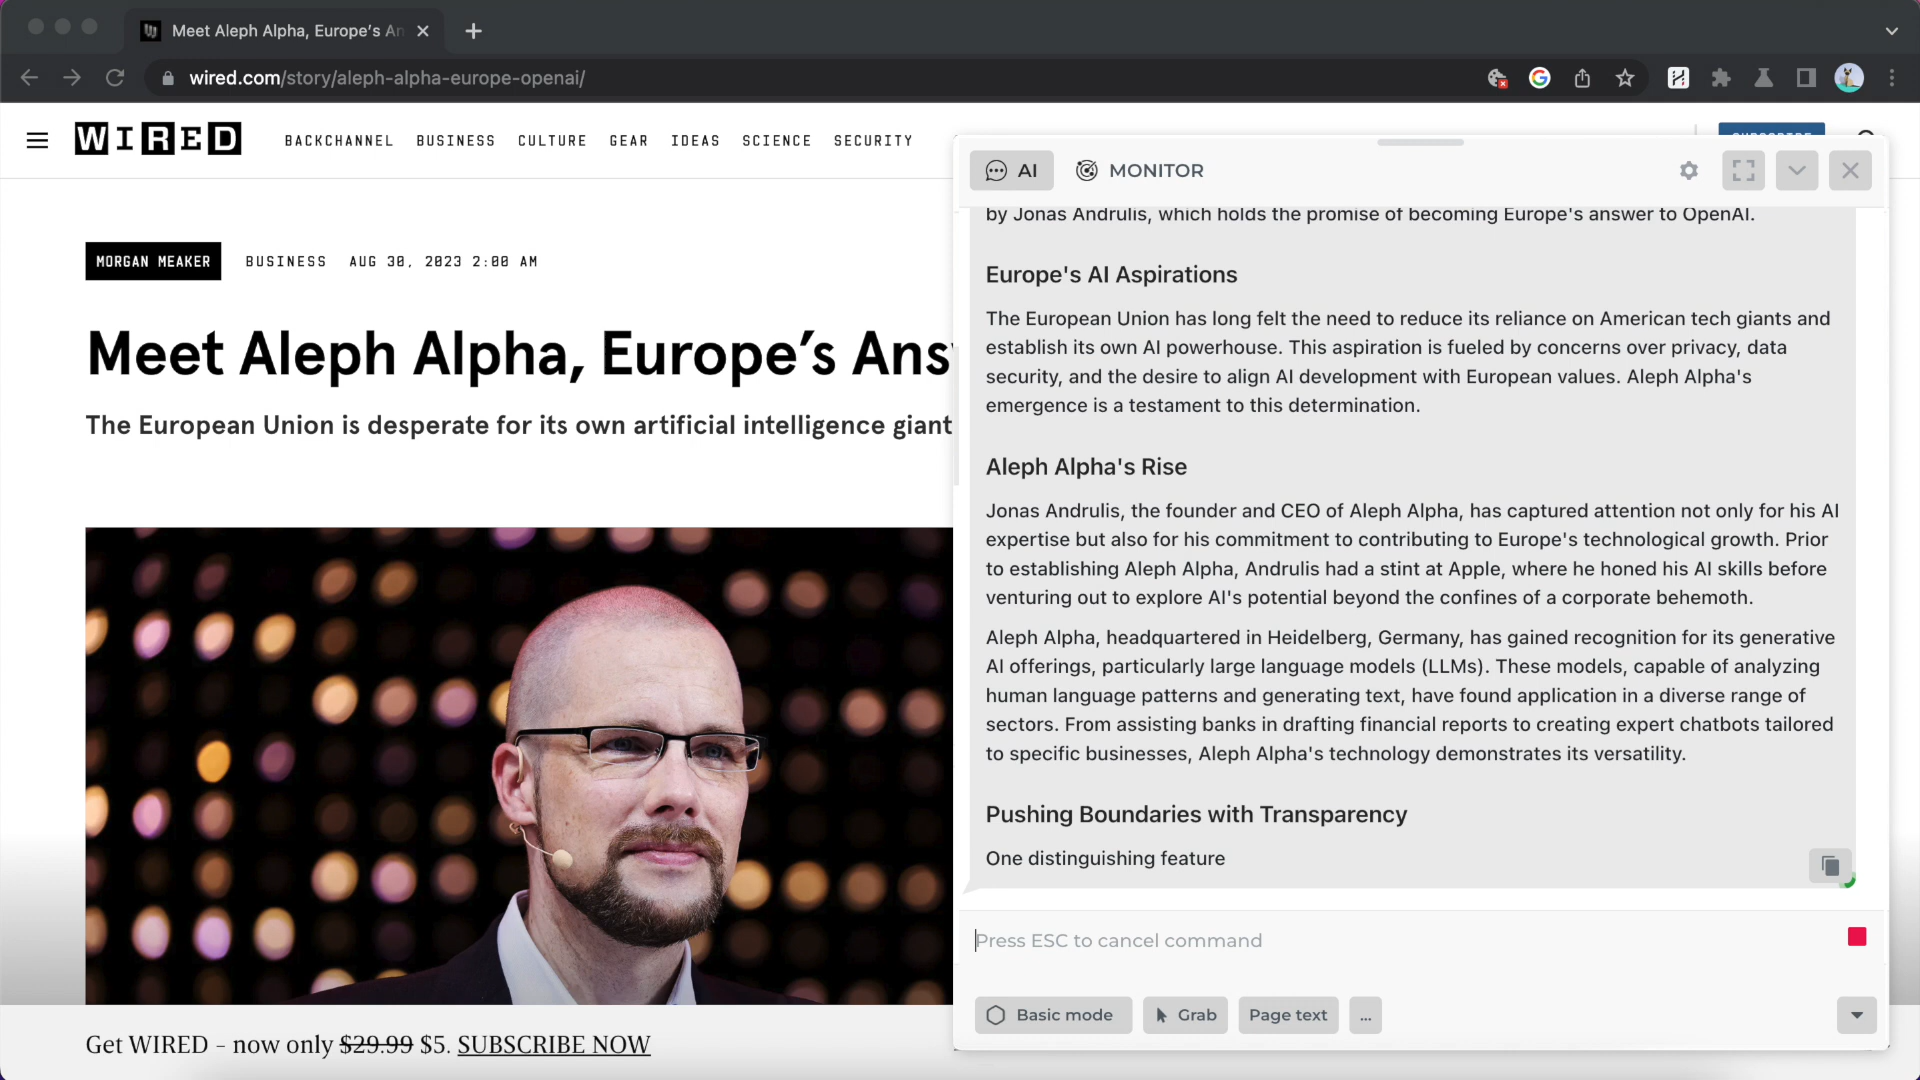 Meet Aleph Alpha, Europe's An
wired.com/story/aleph-alpha-europe-openai/
WIRED
BACKCHANNEL BUSINESS CULTURE GEAR IDEAS SCIENCE SECURITY
SUBSCRIBE
MORGAN MEAKER BUSINESS AUG 30, 2023 2:00 AM
Meet Aleph Alpha, Europe's Ans
The European Union is desperate for its own artificial intelligence giant
Get WIRED – now only $29.99 $5. SUBSCRIBE NOW
AI MONITOR
by Jonas Andrulis, which holds the promise of becoming Europe's answer to OpenAI.
Europe's AI Aspirations
The European Union has long felt the need to reduce its reliance on American tech giants and
establish its own AI powerhouse. This aspiration is fueled by concerns over privacy, data
security, and the desire to align AI development with European values. Aleph Alpha's
emergence is a testament to this determination.
Aleph Alpha's Rise
Jonas Andrulis, the founder and CEO of Aleph Alpha, has captured attention not only for his AI
expertise but also for his commitment to contributing to Europe's technological growth. Prior
to establishing Aleph Alpha, Andrulis had a stint at Apple, where he honed his AI skills before
venturing out to explore AI's potential beyond the confines of a corporate behemoth.
Aleph Alpha, headquartered in Heidelberg, Germany, has gained recognition for its generative
AI offerings, particularly large language models (LLMs). These models, capable of analyzing
human language patterns and generating text, have found application in a diverse range of
sectors. From assisting banks in drafting financial reports to creating expert chatbots tailored
to specific businesses, Aleph Alpha's technology demonstrates its versatility.
Pushing Boundaries with Transparency
One distinguishing feature
Press ESC to cancel command
Basic mode Grab Page text ...